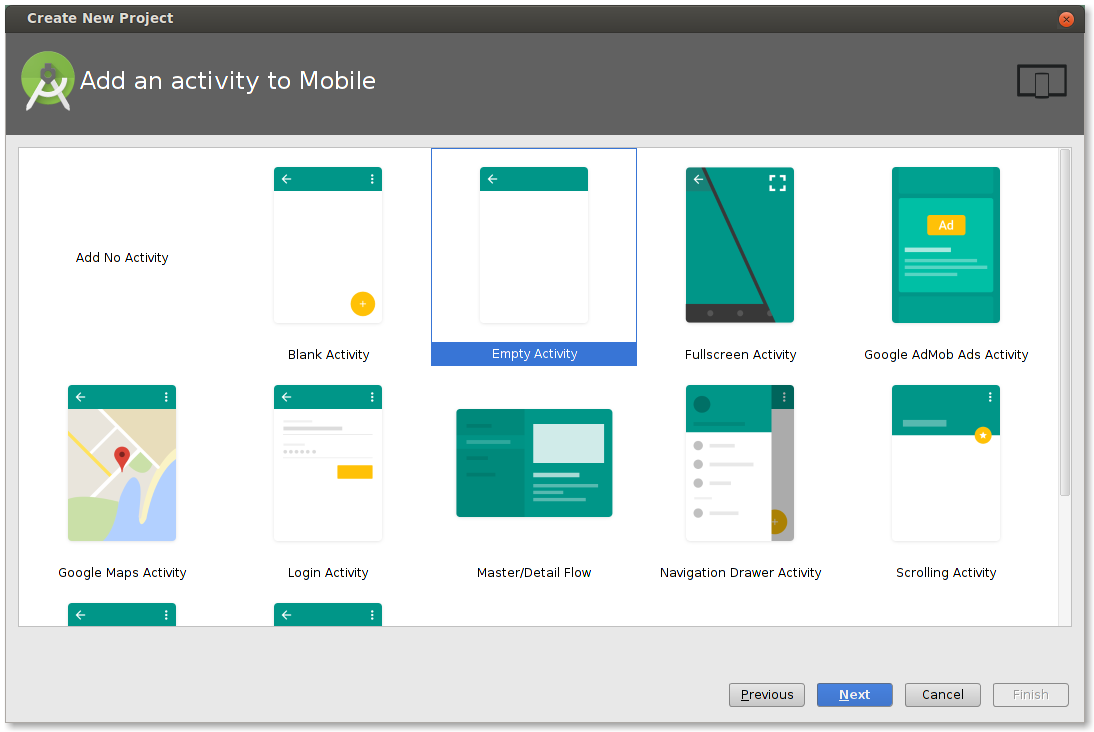 Create New Project
Add an activity to Mobile
Add No Activity
Blank Activity
Empty Activity
Fullscreen Activity
Ad
Google AdMob Ads Activity
Google Maps Activity
Login Activity
Master/Detail Flow
Navigation Drawer Activity
Scrolling Activity
Previous
Next
Cancel
Finish